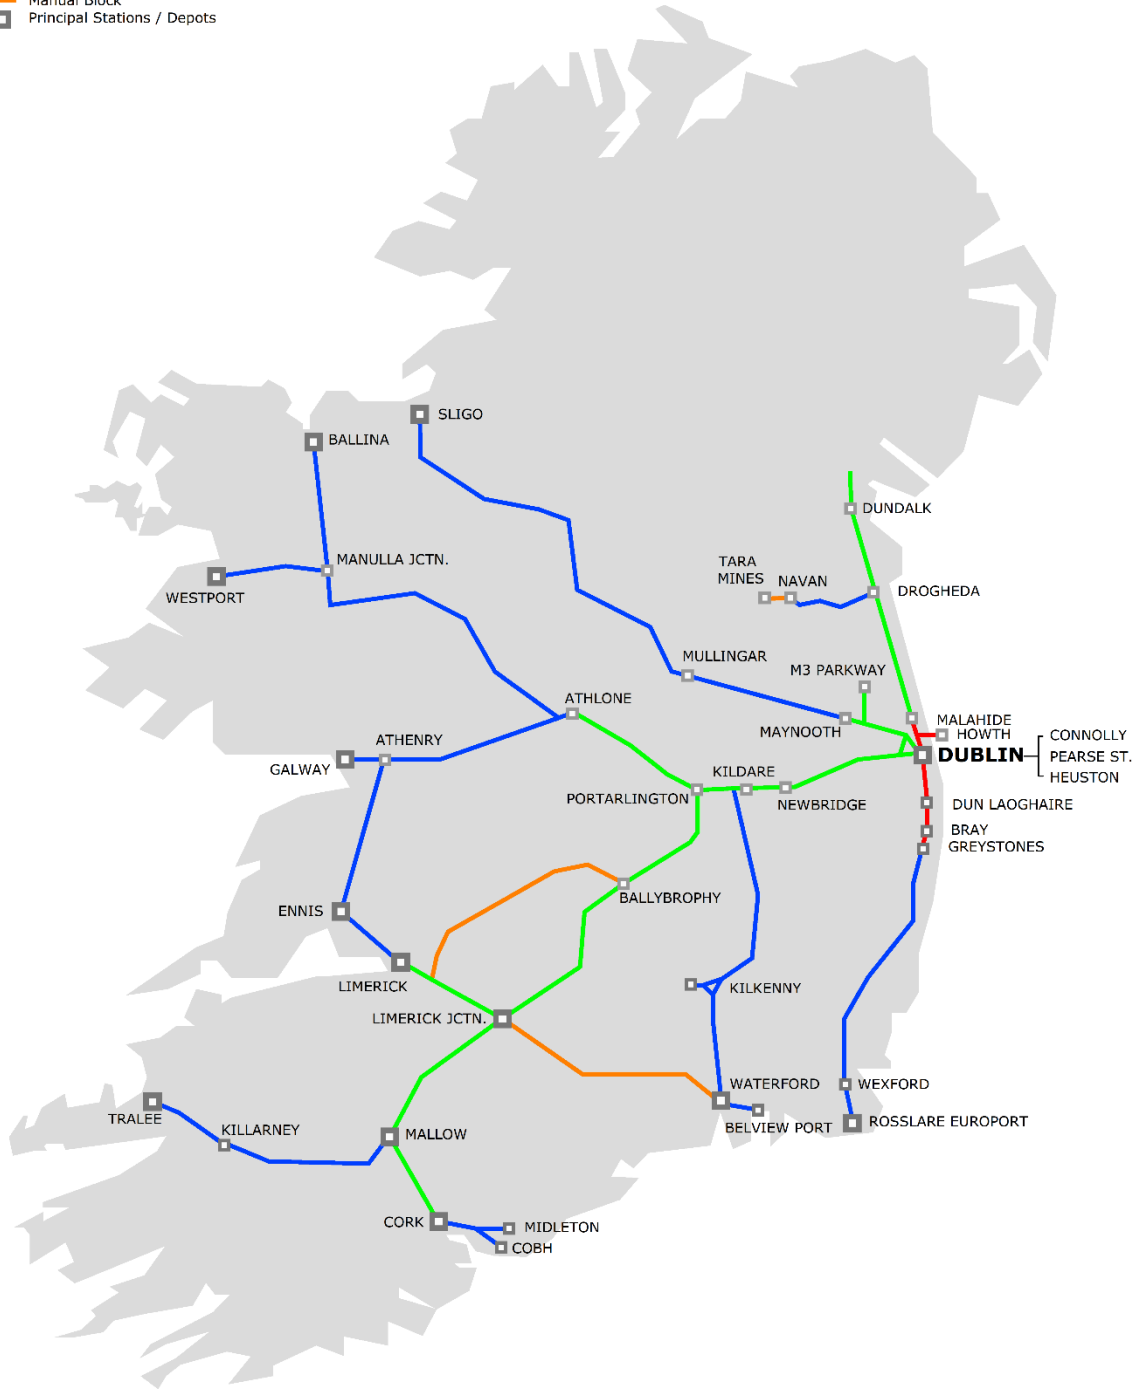 Manual Block
Principal Stations / Depots
SLIGO
BALLINA
DUNDALK
MANULLA JCTN.
TARA
MINES
NAVAN
DROGHEDA
WESTPORT
MULLINGAR
M3 PARKWAY
ATHLONE
MALAHIDE
MAYNOOTH
HOWTH
CONNOLLY
ATHENRY
DUBLIN
PEARSE ST.
GALWAY
KILDARE
HEUSTON
PORTARLINGTON
NEWBRIDGE
DUN LAOGHAIRE
BRAY
GREYSTONES
BALLYBROPHY
ENNIS
LIMERICK
KILKENNY
LIMERICK JCTN.
WATERFORD
WEXFORD
TRALEE
KILLARNEY
BELVIEW PORT
ROSSLARE EUROPORT
MALLOW
CORK
MIDLETON
COBH